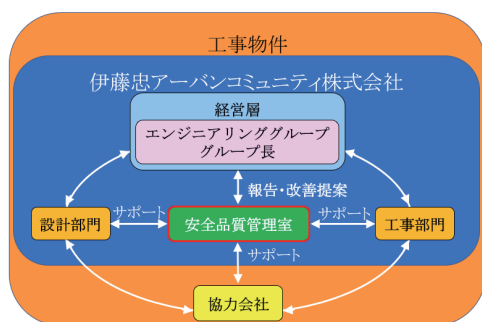 工事物件
伊藤忠アーバンコミュニティ株式会社
経営層
エンジニアリンググループ
グループ長
報告・改善提案
サポート
サポート
設計部門
安全品質管理室
工事部門
サポート
協力会社